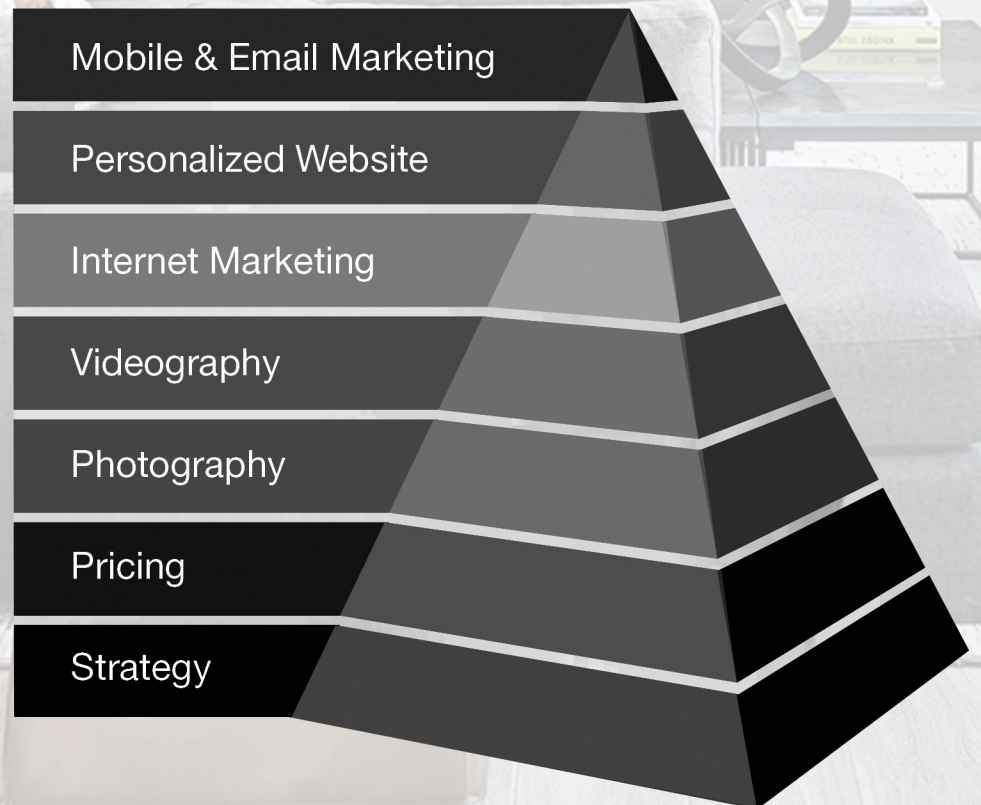 Mobile & Email Marketing
Personalized Website
Internet Marketing
Videography
Photography
Pricing
Strategy